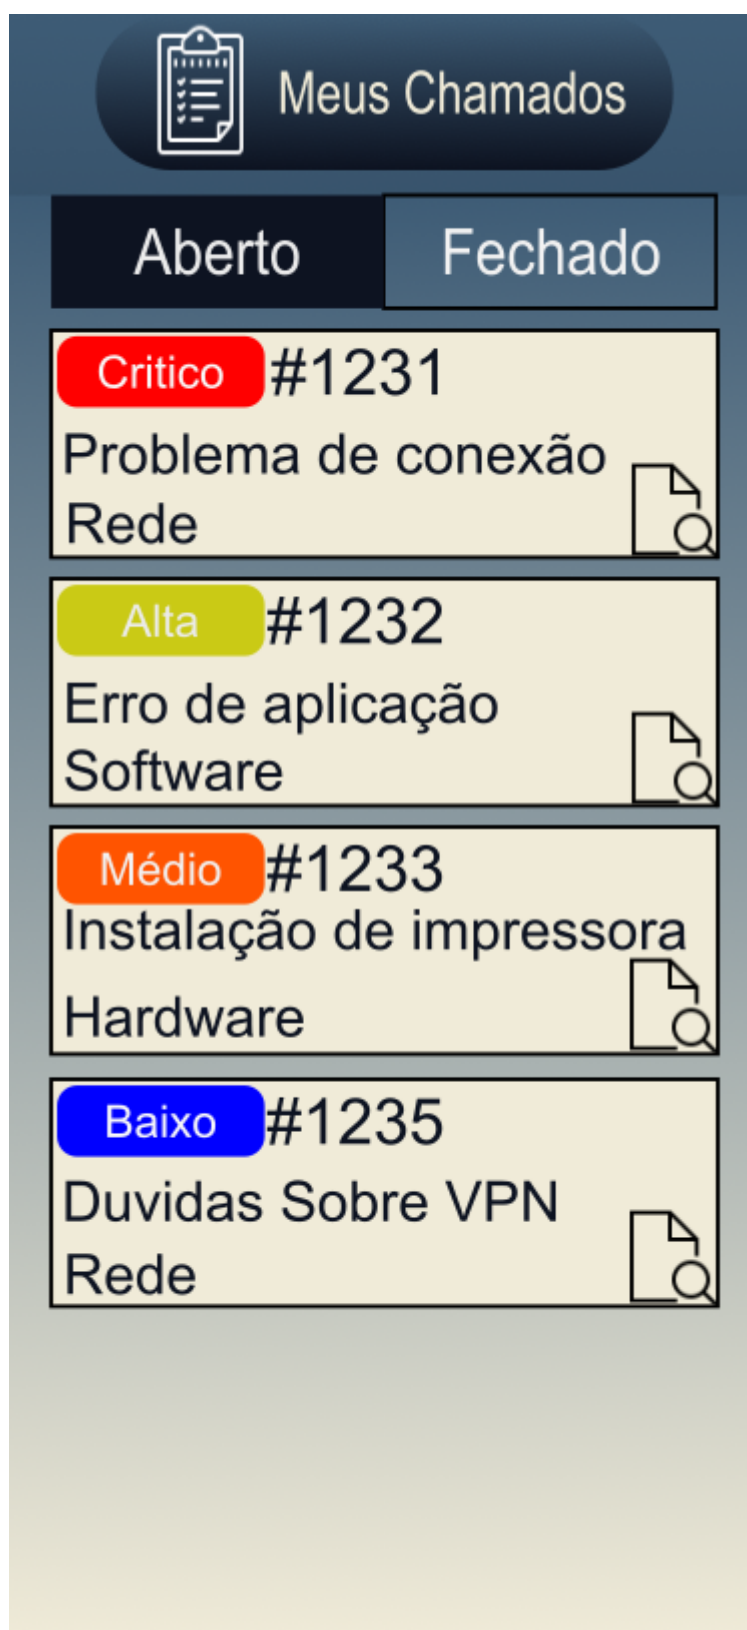 Meus Chamados
Aberto Fechado
Critico #1231
Problema de conexão
Rede
Alta #1232
Erro de aplicação
Software
Médio #1233
Instalação de impressora
Hardware
Baixo #1235
Duvidas Sobre VPN
Rede